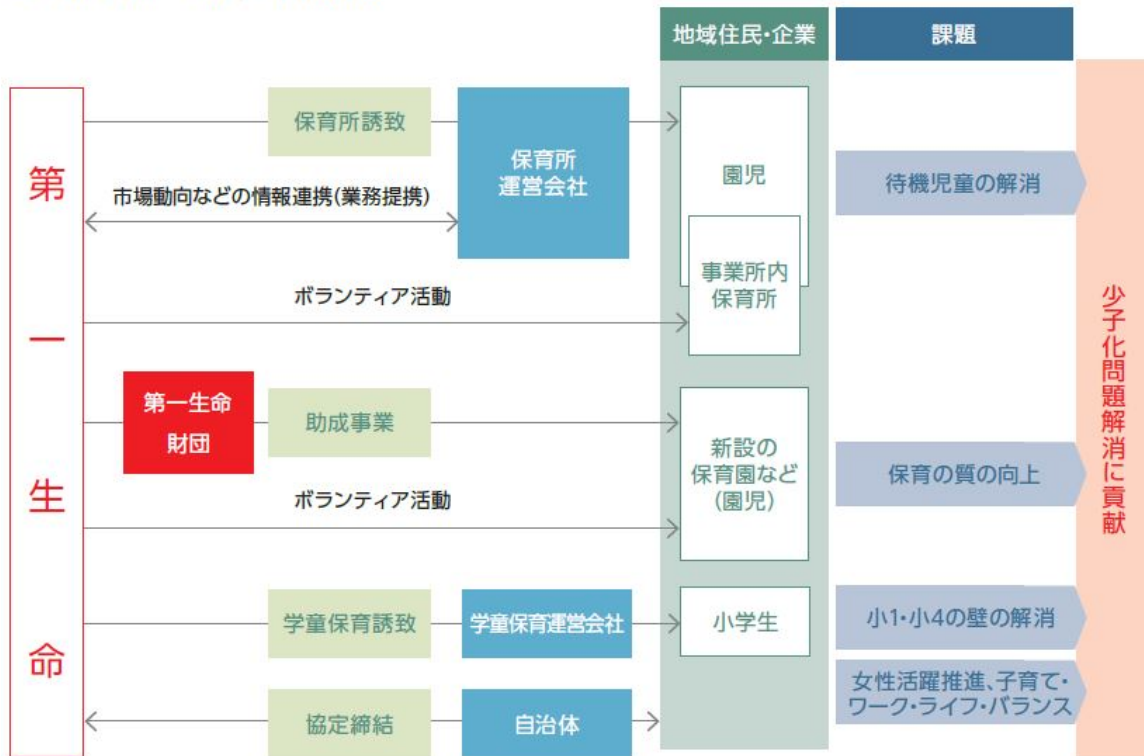 地域住民・企業
課題
第一生命
保育所誘致
保育所
運営会社
園児
待機児童の解消
市場動向などの情報連携(業務提携)
事業所内
保育所
ボランティア活動
第一生命
財団
助成事業
新設の
保育園など
(園児)
保育の質の向上
ボランティア活動
学童保育誘致
学童保育運営会社
小学生
小1・小4の壁の解消
協定締結
自治体
女性活躍推進、子育て・
ワーク・ライフ・バランス
少子化問題解消に貢献